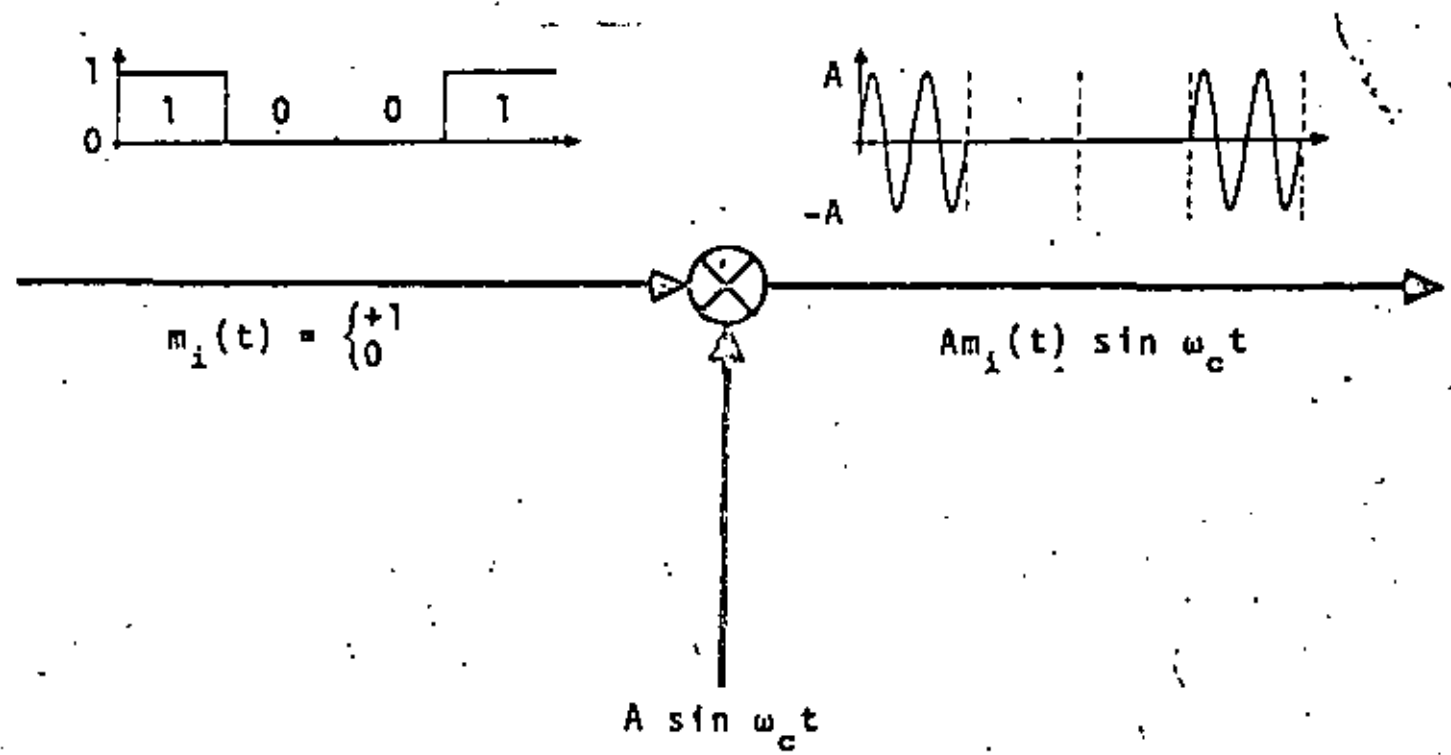 1
1 0 0 1
0
A
-A
m_i(t) = {+1
0
Am_i(t) sin ω_c t
A sin ω_c t